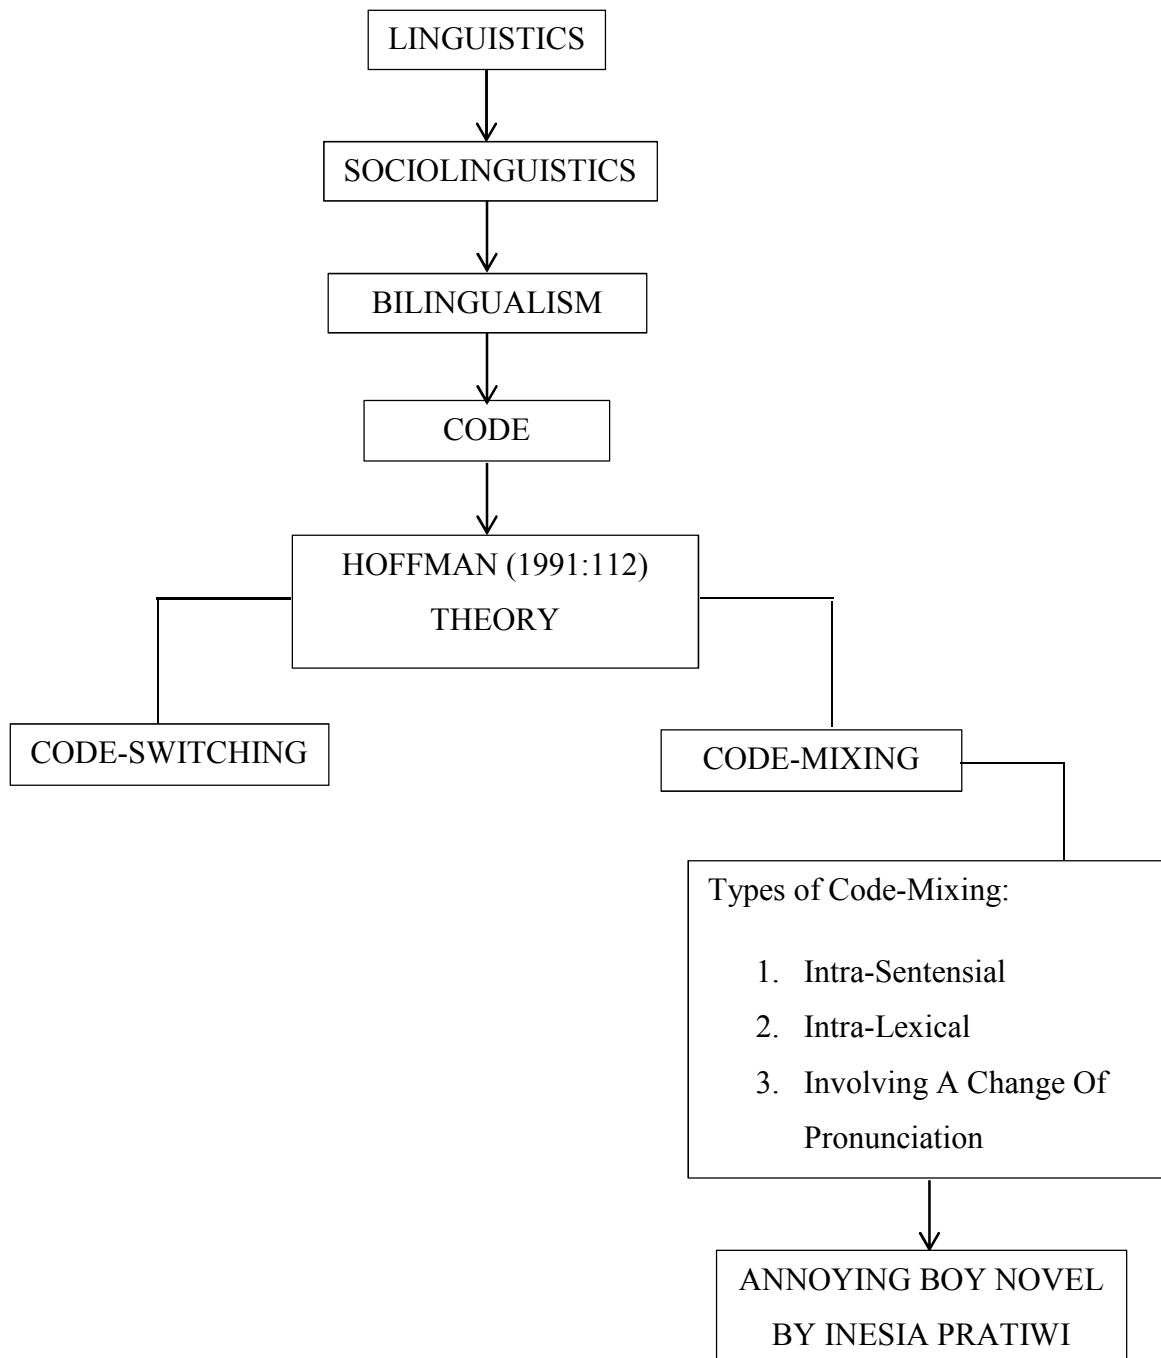 LINGUISTICS
SOCIOLINGUISTICS
BILINGUALISM
CODE
HOFFMAN (1991:112)
THEORY
CODE-SWITCHING
CODE-MIXING
Types of Code-Mixing:
1. Intra-Sentensial
2. Intra-Lexical
3. Involving A Change Of
Pronunciation
ANNOYING BOY NOVEL
BY INESIA PRATIWI